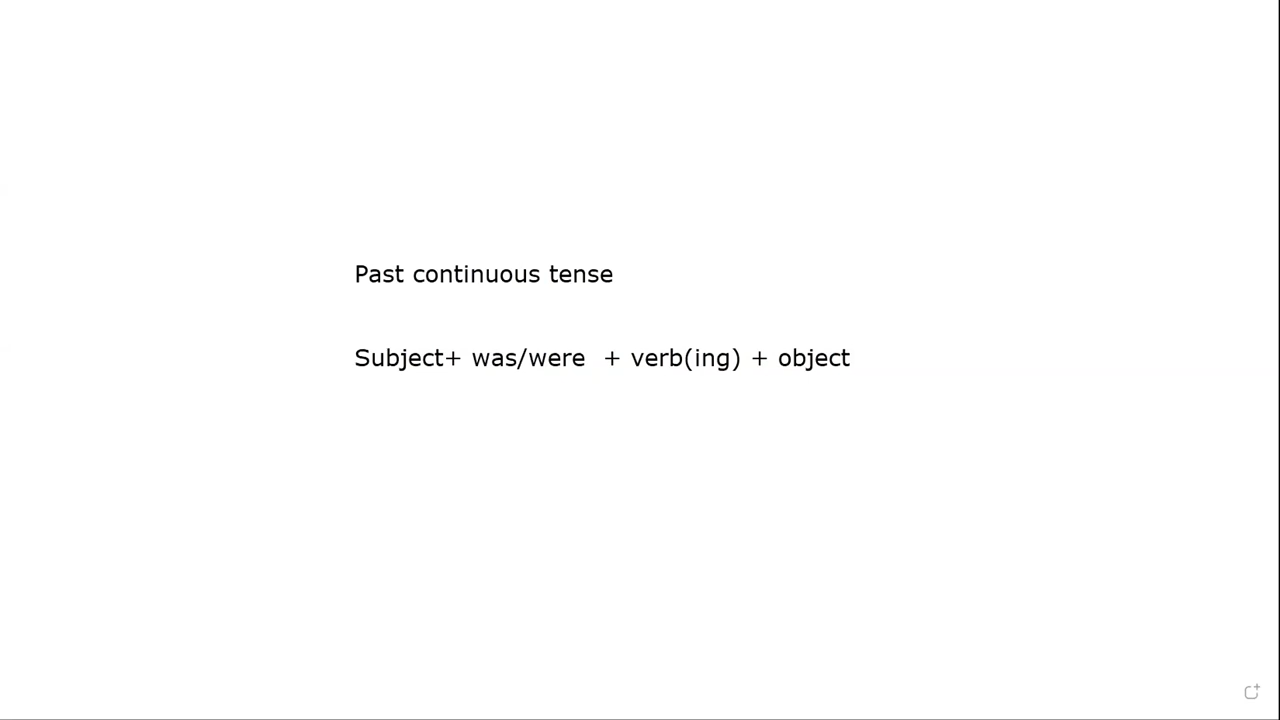 Past continuous tense
Subject+ was/were  + verb(ing) + object